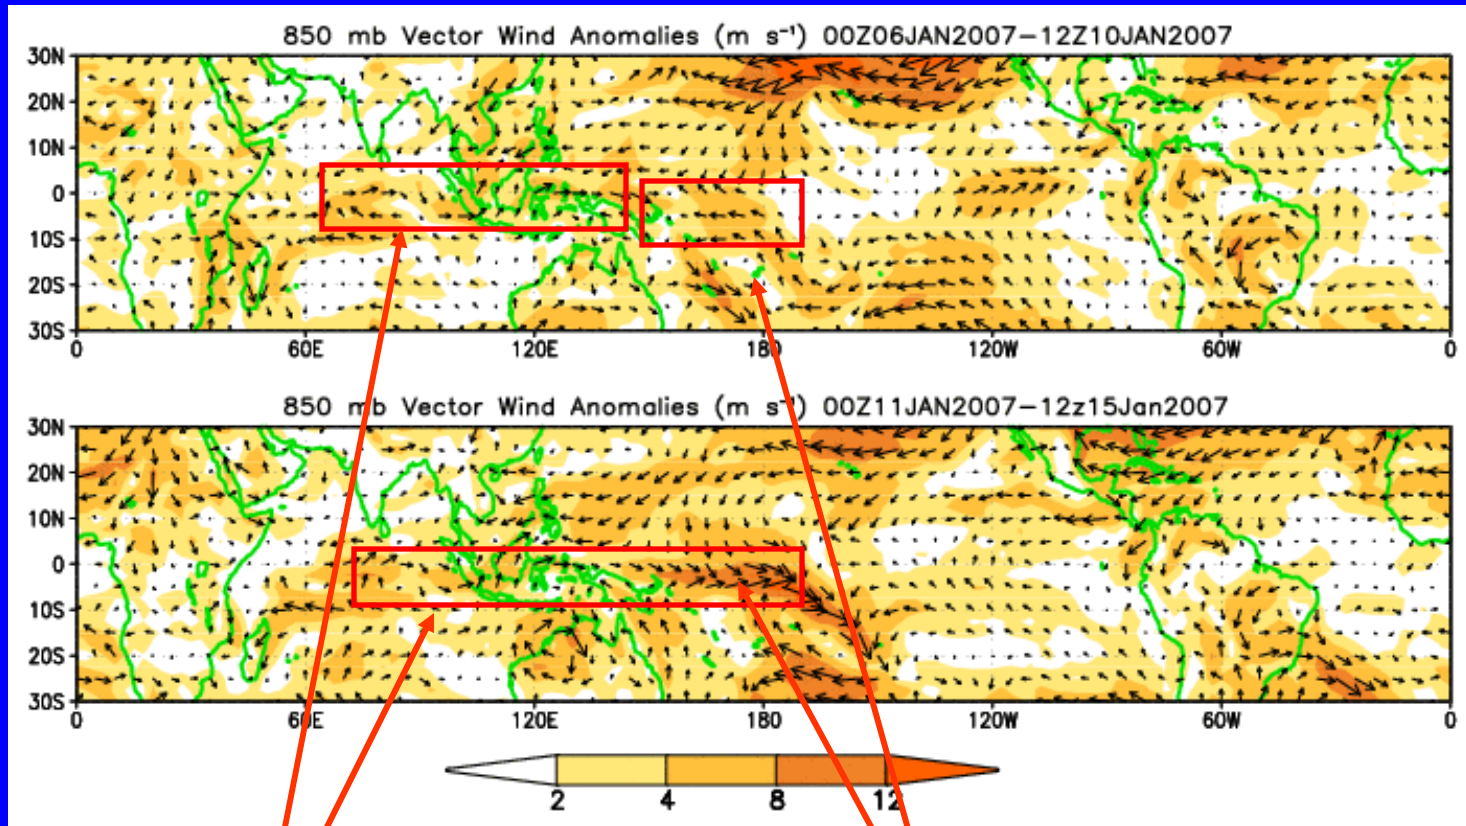 850 mb Vector Wind Anomalies (m s⁻¹) 00Z06JAN2007−12Z10JAN2007
30N
20N
10N
0
10S
20S
30S
0 60E 120E 180 120W 60W 0
850 mb Vector Wind Anomalies (m s⁻¹) 00Z11JAN2007−12z15Jan2007
30N
20N
10N
0
10S
20S
30S
0 60E 120E 180 120W 60W 0
2 4 8 12